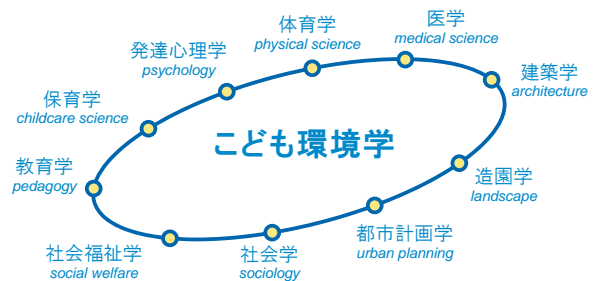 医学
medical science
体育学
physical science
発達心理学
psychology
建築学
architecture
保育学
childcare science
こども環境学
教育学
pedagogy
造園学
landscape
都市計画学
urban planning
社会福祉学
social welfare
社会学
sociology